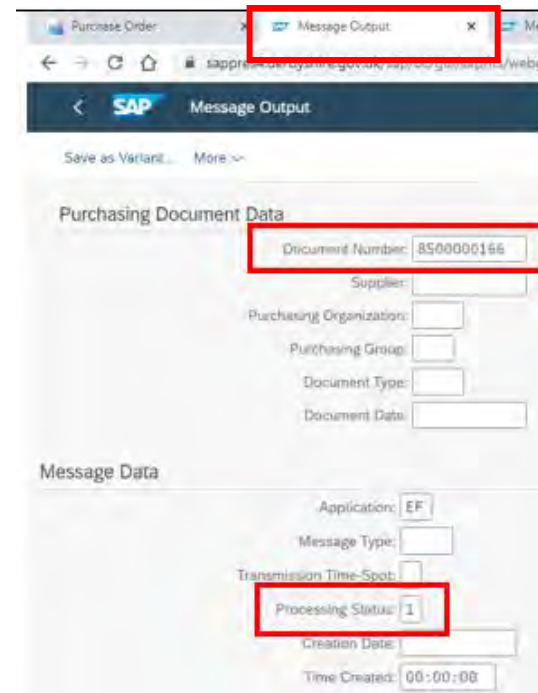 Purchase Order × Message Output × Me
sappre
< SAP Message Output
Save as Variant... More
Purchasing Document Data
Document Number: 8500000166
Supplier:
Purchasing Organization:
Purchasing Group:
Document Type:
Document Date:
Message Data
Application: EF
Message Type:
Transmission Time-Spot:
Processing Status: 1
Creation Date:
Time Created: 00:00:00